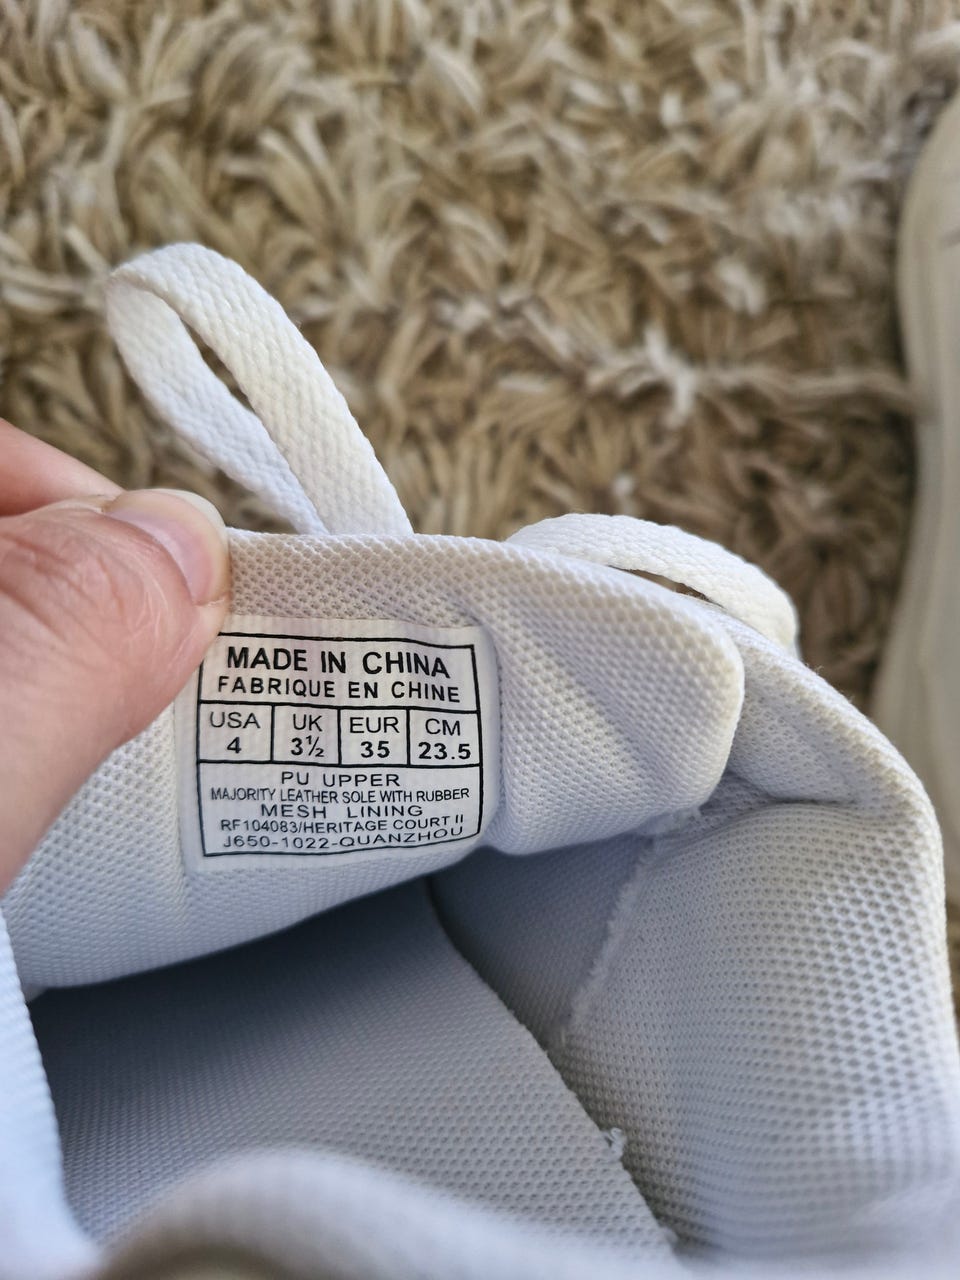 MADE IN CHINA
FABRIQUE EN CHINE
USA UK EUR CM
4 3½ 35 23.5
PU UPPER
MAJORITY LEATHER SOLE WITH RUBBER
MESH LINING
RF104083/HERITAGE COURT II
J650-1022-QUANZHOU